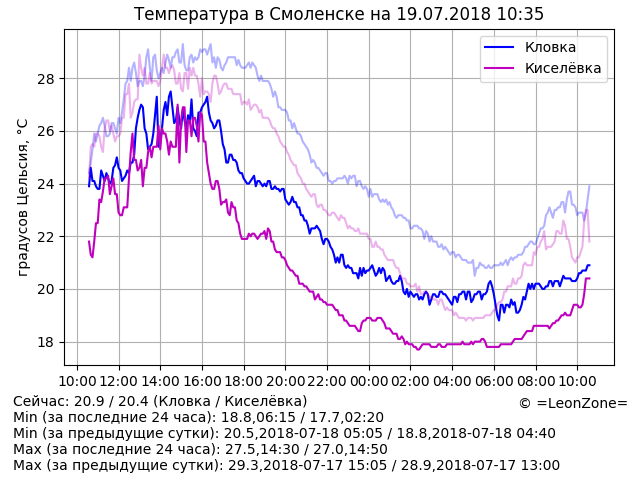 Температура в Смоленске на 19.07.2018 10:35
Кловка
Киселёвка
градусов Цельсия, °C
28
26
24
22
20
18
10:00 12:00 14:00 16:00 18:00 20:00 22:00 00:00 02:00 04:00 06:00 08:00 10:00
Сейчас: 20.9 / 20.4 (Кловка / Киселёвка)
© =LeonZone=
Min (за последние 24 часа): 18.8,06:15 / 17.7,02:20
Min (за предыдущие сутки): 20.5,2018-07-18 05:05 / 18.8,2018-07-18 04:40
Max (за последние 24 часа): 27.5,14:30 / 27.0,14:50
Max (за предыдущие сутки): 29.3,2018-07-17 15:05 / 28.9,2018-07-17 13:00